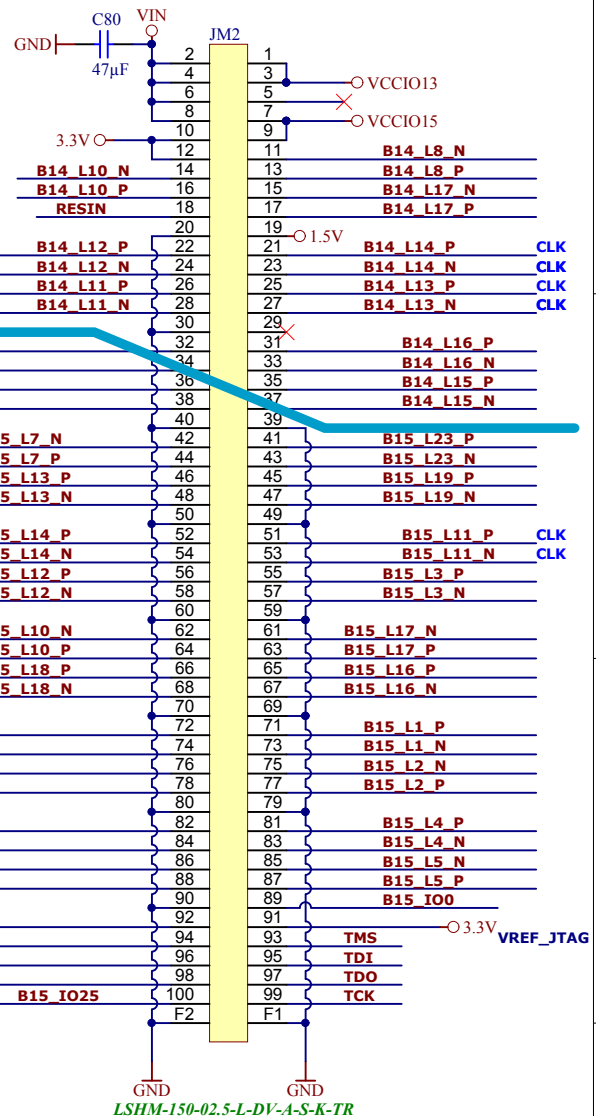 C80 VIN
GND
47µF
JM2
2 1
4 3 VCCIO13
6 5
8 7 VCCIO15
3.3V 10 9
12 11 B14_L8_N
B14_L10_N 14 13 B14_L8_P
B14_L10_P 16 15 B14_L17_N
RESIN 18 17 B14_L17_P
20 19 1.5V
B14_L12_P 22 21 B14_L14_P CLK
B14_L12_N 24 23 B14_L14_N CLK
B14_L11_P 26 25 B14_L13_P CLK
B14_L11_N 28 27 B14_L13_N CLK
30 29
32 31 B14_L16_P
34 33 B14_L16_N
36 35 B14_L15_P
38 37 B14_L15_N
40 39
5_L7_N 42 41 B15_L23_P
5_L7_P 44 43 B15_L23_N
5_L13_P 46 45 B15_L19_P
5_L13_N 48 47 B15_L19_N
50 49
5_L14_P 52 51 B15_L11_P CLK
5_L14_N 54 53 B15_L11_N CLK
5_L12_P 56 55 B15_L3_P
5_L12_N 58 57 B15_L3_N
60 59
5_L10_N 62 61 B15_L17_N
5_L10_P 64 63 B15_L17_P
5_L18_P 66 65 B15_L16_P
5_L18_N 68 67 B15_L16_N
70 69
72 71 B15_L1_P
74 73 B15_L1_N
76 75 B15_L2_N
78 77 B15_L2_P
80 79
82 81 B15_L4_P
84 83 B15_L4_N
86 85 B15_L5_N
88 87 B15_L5_P
90 89 B15_IO0
92 91 3.3V VREF_JTAG
94 93 TMS
96 95 TDI
98 97 TDO
B15_IO25 100 99 TCK
F2 F1
GND GND
LSHM-150-02.5-L-DV-A-S-K-TR